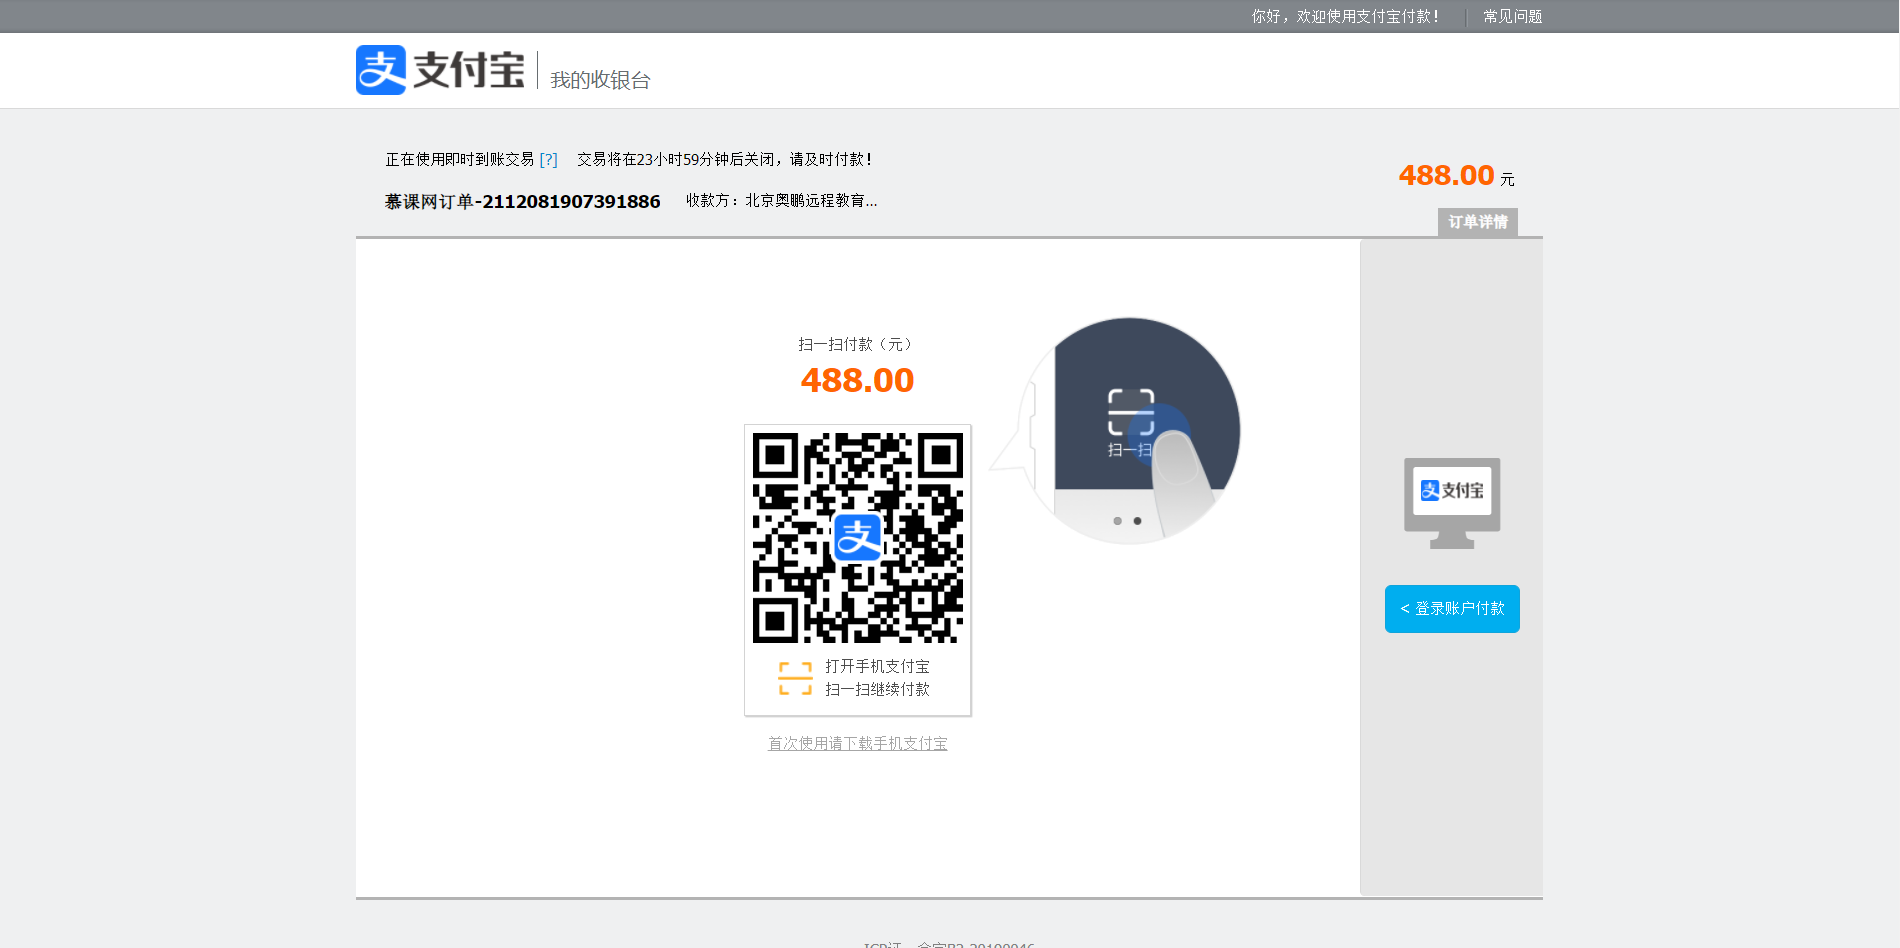 你好，欢迎使用支付宝付款！ 常见问题
支 支付宝 我的收银台
正在使用即时到账交易 [?] 交易将在23小时59分钟后关闭，请及时付款！
488.00 元
慕课网订单-2112081907391886 收款方：北京奥鹏远程教育...
订单详情
扫一扫付款（元）
488.00
扫一扫
支 支付宝
支
< 登录账户付款
打开手机支付宝
扫一扫继续付款
首次使用请下载手机支付宝